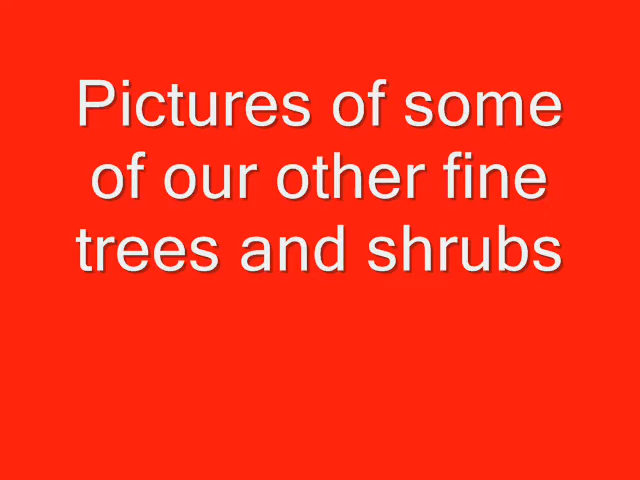 Pictures of some
of our other fine
trees and shrubs